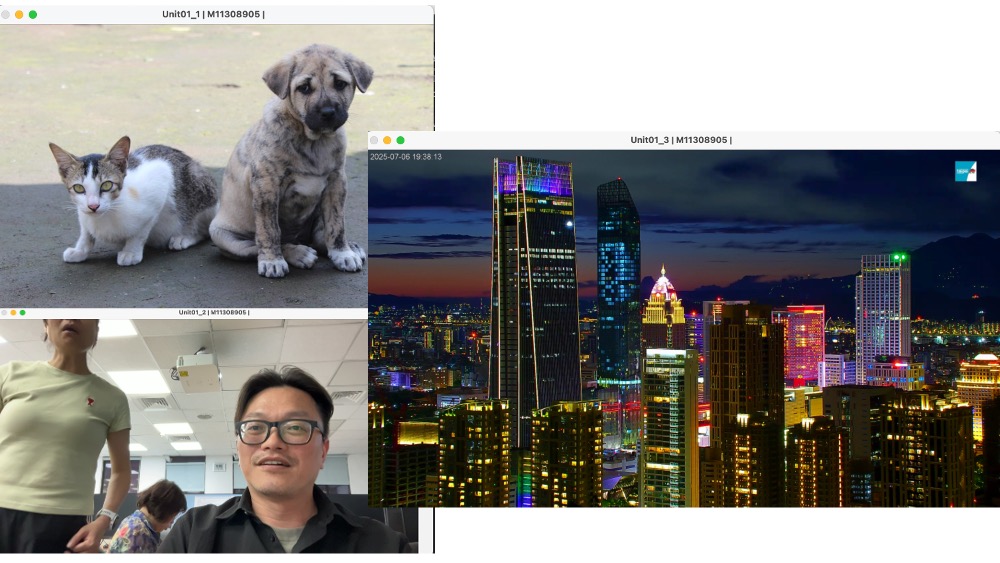 Unit01_1 | M11308905 |
Unit01_2 | M11308905 |
Unit01_3 | M11308905 |
2025-07-06 19:38 13